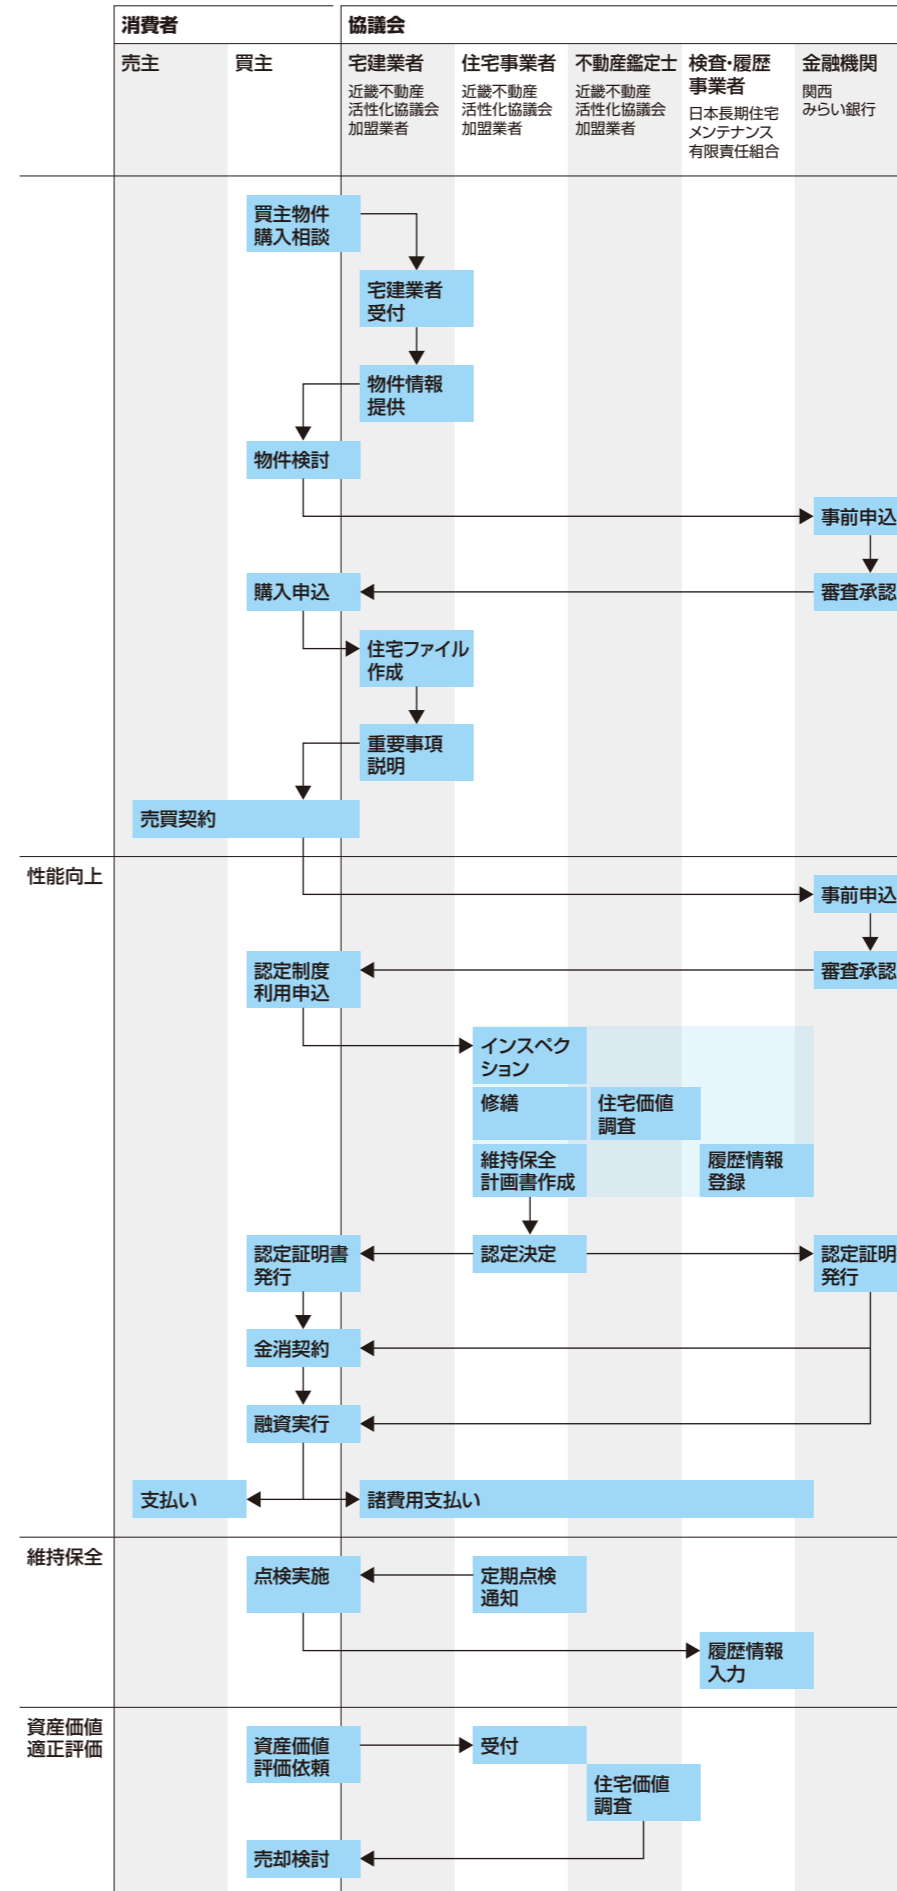 消費者
協議会
売主
買主
宅建業者
近畿不動産
活性化協議会
加盟業者
住宅事業者
近畿不動産
活性化協議会
加盟業者
不動産鑑定士
近畿不動産
活性化協議会
加盟業者
検査・履歴
事業者
日本長期住宅
メンテナンス
有限責任組合
金融機関
関西
みらい銀行
買主物件
購入相談
宅建業者
受付
物件情報
提供
物件検討
事前申込
審査承認
購入申込
住宅ファイル
作成
重要事項
説明
売買契約
性能向上
事前申込
審査承認
認定制度
利用申込
インスペク
ション
修繕
住宅価値
調査
維持保全
計画書作成
履歴情報
登録
認定証明書
発行
認定決定
認定証明
発行
金消契約
融資実行
支払い
諸費用支払い
維持保全
点検実施
定期点検
通知
履歴情報
入力
資産価値
適正評価
資産価値
評価依頼
受付
住宅価値
調査
売却検討